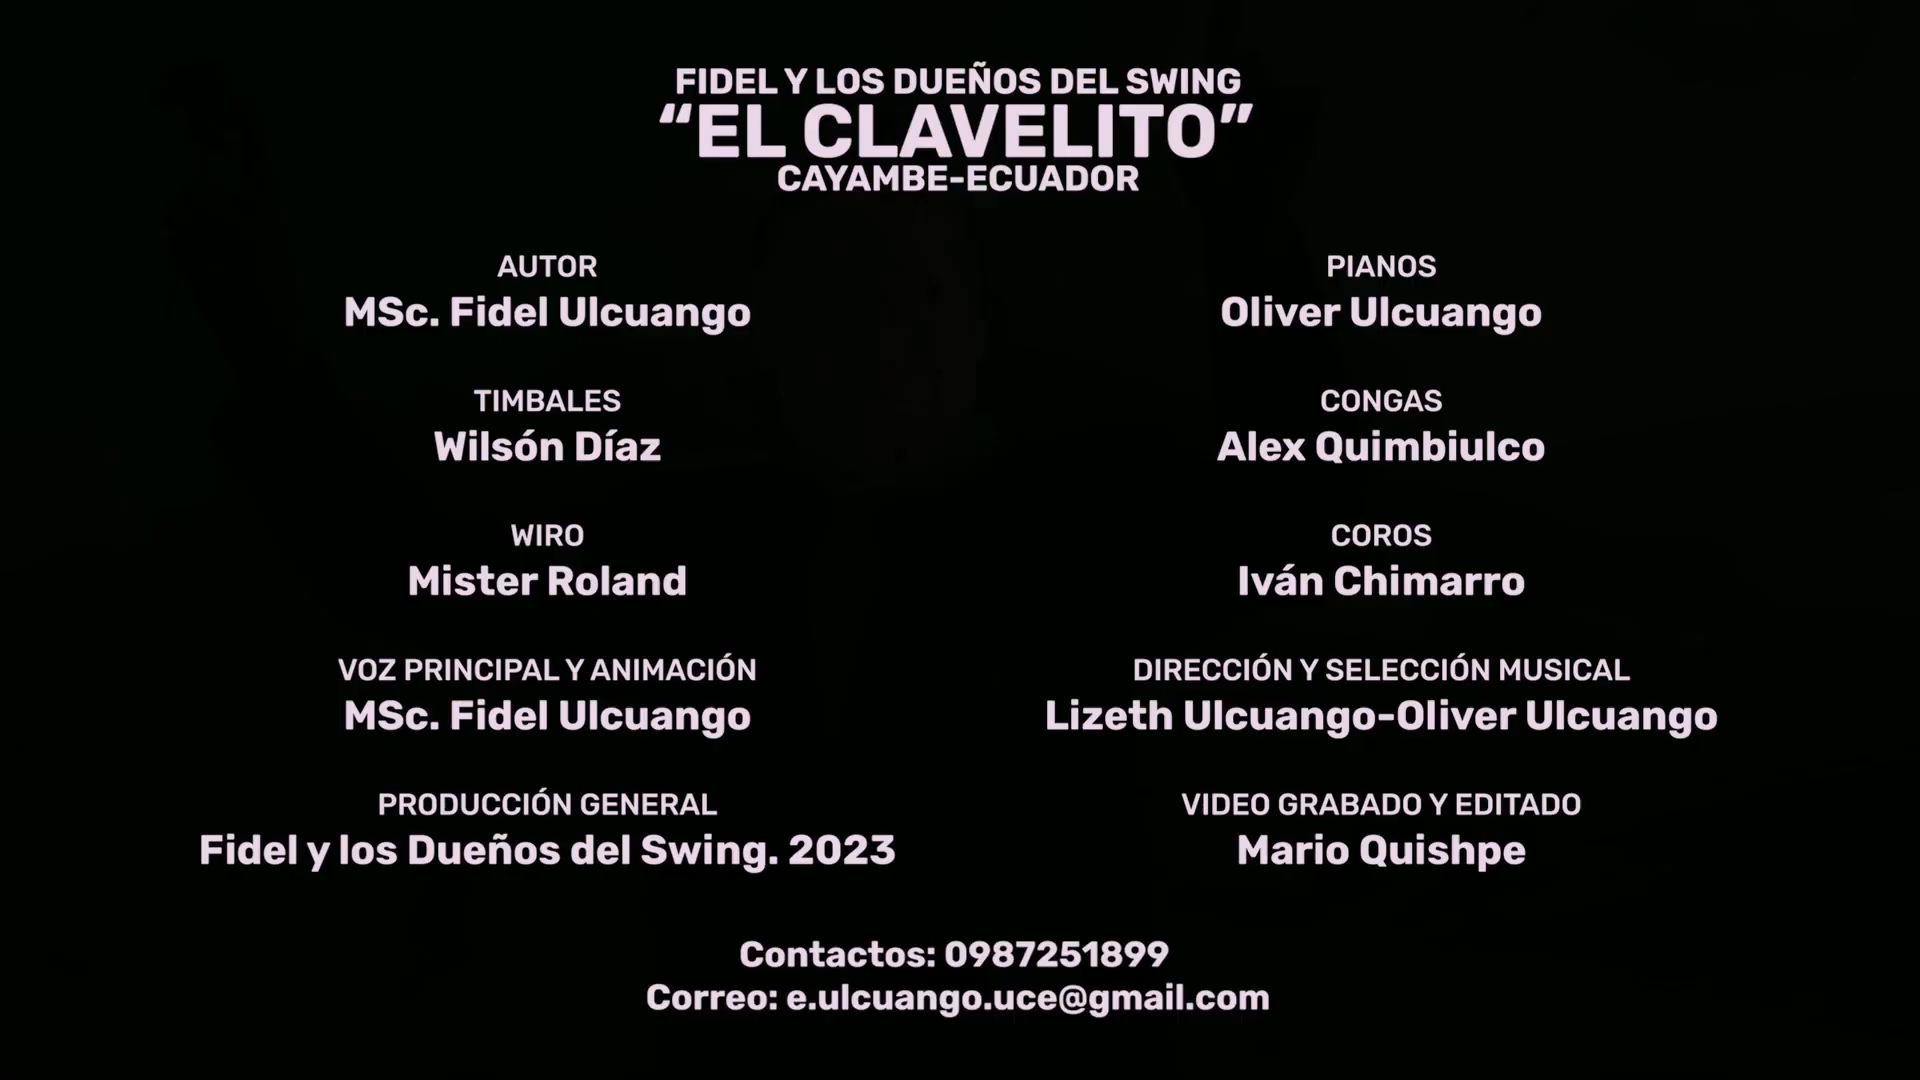 FIDEL Y LOS DUEÑOS DEL SWING
“EL CLAVELITO”
CAYAMBE-ECUADOR
AUTOR
MSc. Fidel Ulcuango
PIANOS
Oliver Ulcuango
TIMBALES
Wilsón Díaz
CONGAS
Alex Quimbiulco
WIRO
Mister Roland
COROS
Iván Chimarro
VOZ PRINCIPAL Y ANIMACIÓN
MSc. Fidel Ulcuango
DIRECCIÓN Y SELECCIÓN MUSICAL
Lizeth Ulcuango-Oliver Ulcuango
PRODUCCIÓN GENERAL
Fidel y los Dueños del Swing. 2023
VIDEO GRABADO Y EDITADO
Mario Quishpe
Contactos: 0987251899
Correo: e.ulcuango.uce@gmail.com